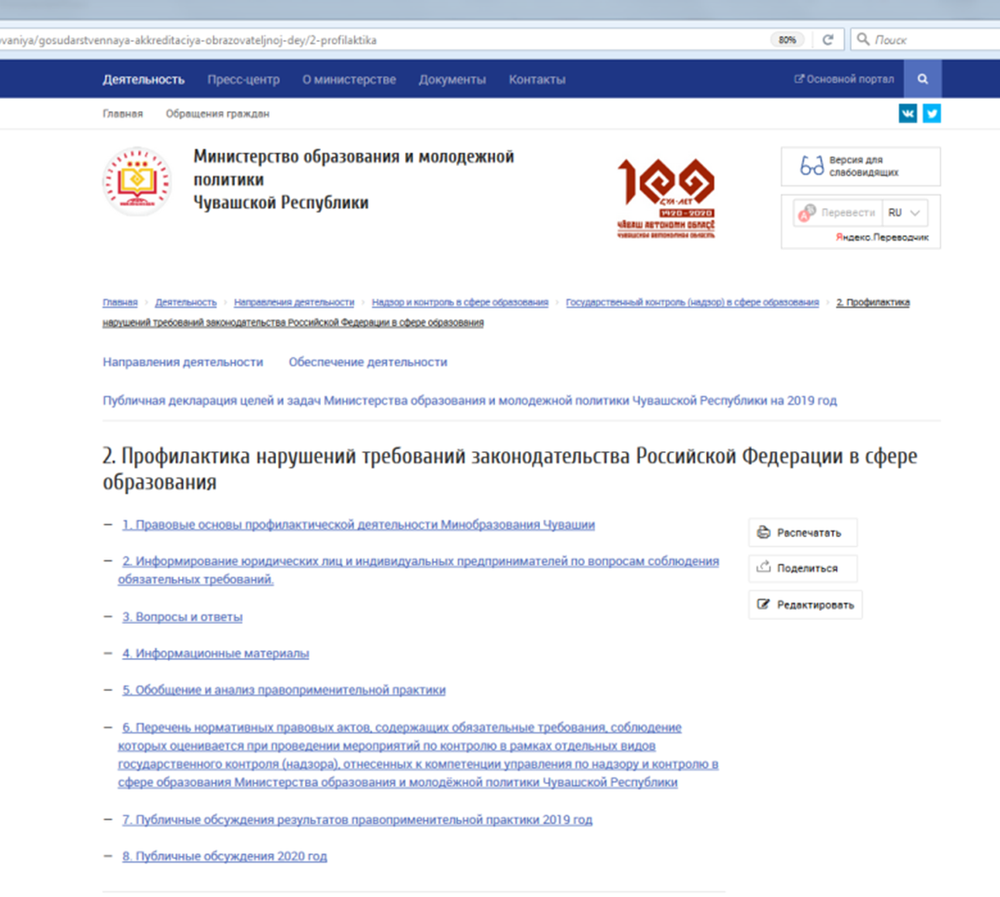 vaniya/gosudarstvennaya-akkreditaciya-obrazovateljnoj-dey/2-profilaktika
80%
Поиск
Деятельность Пресс-центр О министерстве Документы Контакты
Основной портал
Главная Обращения граждан
Министерство образования и молодежной
политики
Чувашской Республики
100
ҪУЛ-ЛЕТ
1920-2020
ЧӐВАШ АВТОНОМИ ОБЛАҪӖ
ЧУВАШСКАЯ АВТОНОМНАЯ ОБЛАСТЬ
Версия для
слабовидящих
Перевести RU
Яндекс.Переводчик
Главная Деятельность Направления деятельности Надзор и контроль в сфере образования Государственный контроль (надзор) в сфере образования 2. Профилактика
нарушений требований законодательства Российской Федерации в сфере образования
Направления деятельности Обеспечение деятельности
Публичная декларация целей и задач Министерства образования и молодежной политики Чувашской Республики на 2019 год
2. Профилактика нарушений требований законодательства Российской Федерации в сфере
образования
– 1. Правовые основы профилактической деятельности Минобразования Чувашии
– 2. Информирование юридических лиц и индивидуальных предпринимателей по вопросам соблюдения
обязательных требований.
– 3. Вопросы и ответы
– 4. Информационные материалы
– 5. Обобщение и анализ правоприменительной практики
– 6. Перечень нормативных правовых актов, содержащих обязательные требования, соблюдение
которых оценивается при проведении мероприятий по контролю в рамках отдельных видов
государственного контроля (надзора), отнесенных к компетенции управления по надзору и контролю в
сфере образования Министерства образования и молодёжной политики Чувашской Республики
– 7. Публичные обсуждения результатов правоприменительной практики 2019 год
– 8. Публичные обсуждения 2020 год
Распечатать
Поделиться
Редактировать